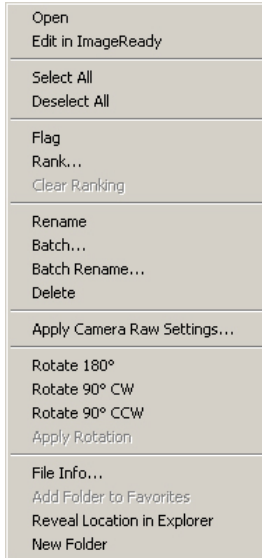 Open
Edit in ImageReady
Select All
Deselect All
Flag
Rank...
Clear Ranking
Rename
Batch...
Batch Rename...
Delete
Apply Camera Raw Settings...
Rotate 180°
Rotate 90° CW
Rotate 90° CCW
Apply Rotation
File Info...
Add Folder to Favorites
Reveal Location in Explorer
New Folder